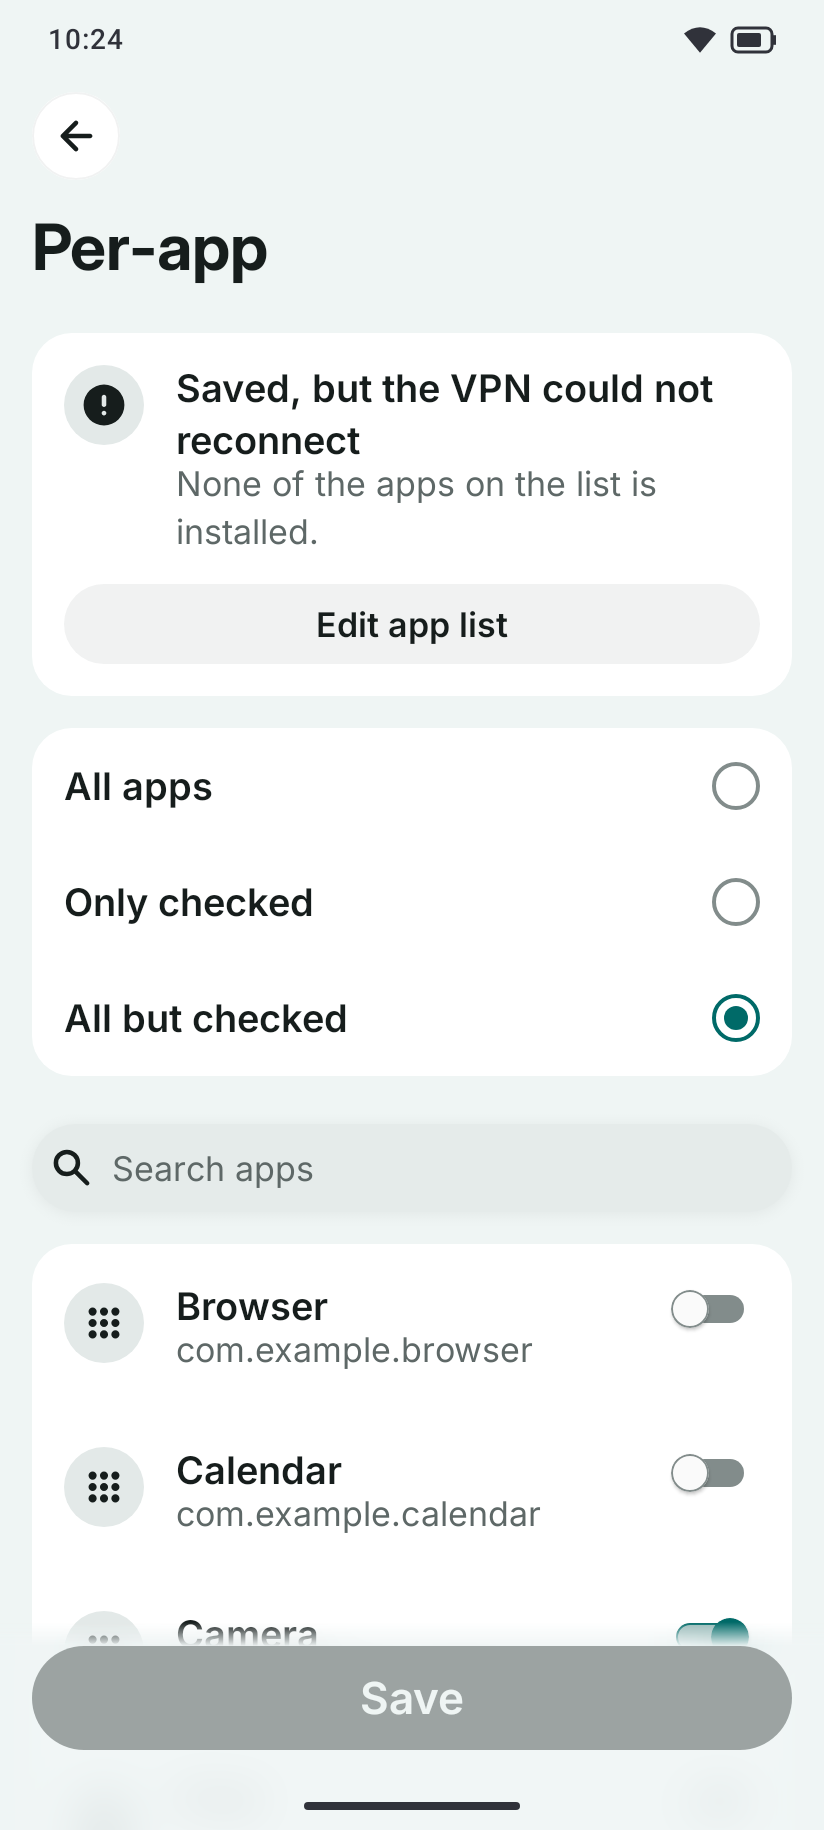 10:24
Per-app
Saved, but the VPN could not
reconnect
None of the apps on the list is
installed.
Edit app list
All apps
Only checked
All but checked
Search apps
Browser
com.example.browser
Calendar
com.example.calendar
Camera
Save